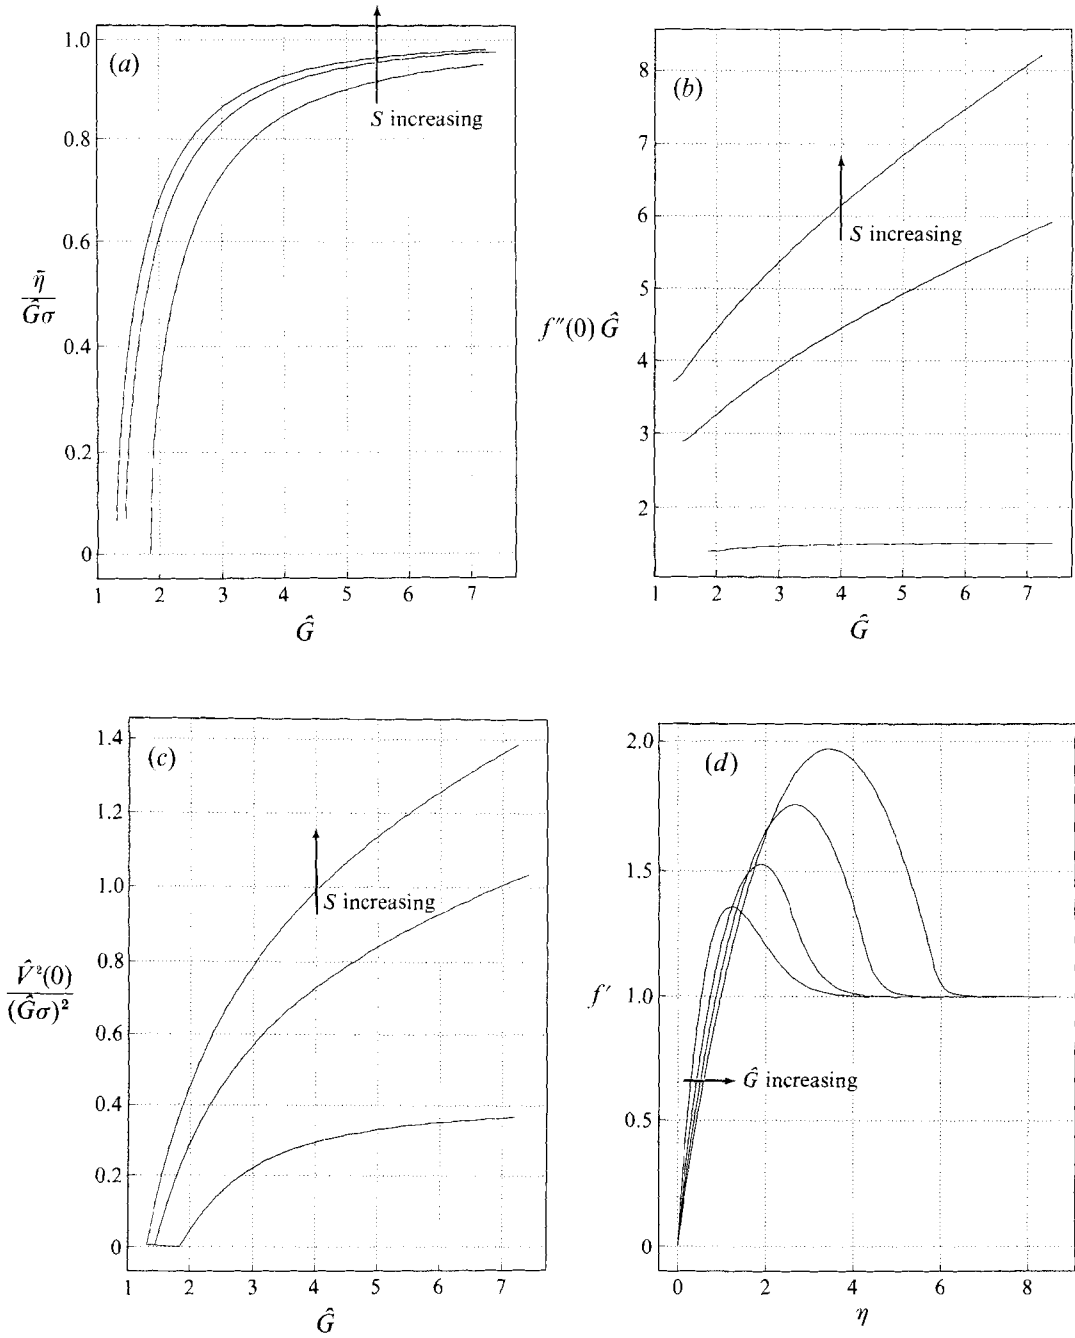 (a)
1.0
0.8
0.6
0.4
0.2
0
η̄
Ĝσ
S increasing
1 2 3 4 5 6 7
Ĝ
(b)
8
7
6
5
4
3
2
f″(0) Ĝ
S increasing
1 2 3 4 5 6 7
Ĝ
(c)
1.4
1.2
1.0
0.8
0.6
0.4
0.2
0
V̂²(0)
(Ĝσ)²
S increasing
1 2 3 4 5 6 7
Ĝ
(d)
2.0
1.5
1.0
0.5
0
f′
Ĝ increasing
0 2 4 6 8
η